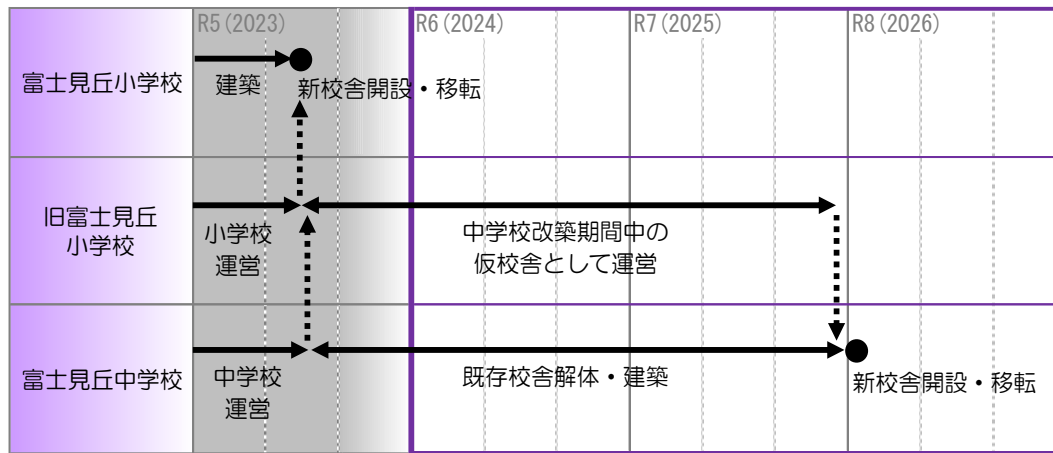 R5(2023)
R6(2024)
R7(2025)
R8(2026)
富士見丘小学校
建築
新校舎開設・移転
旧富士見丘
小学校
小学校
運営
中学校改築期間中の
仮校舎として運営
富士見丘中学校
中学校
運営
既存校舎解体・建築
新校舎開設・移転